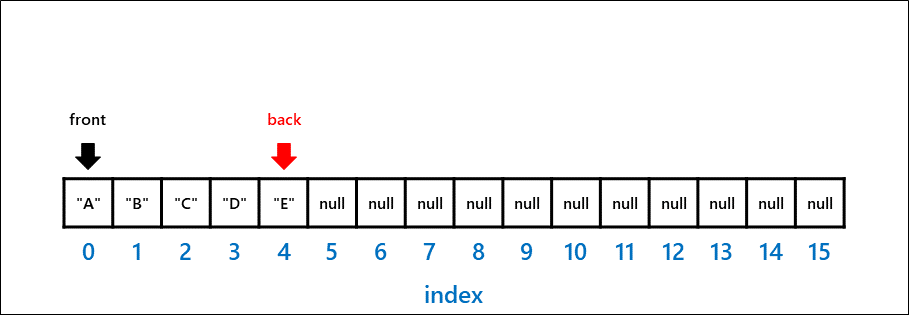 front back
"A" "B" "C" "D" "E" null null null null null null null null null null null
0 1 2 3 4 5 6 7 8 9 10 11 12 13 14 15
index